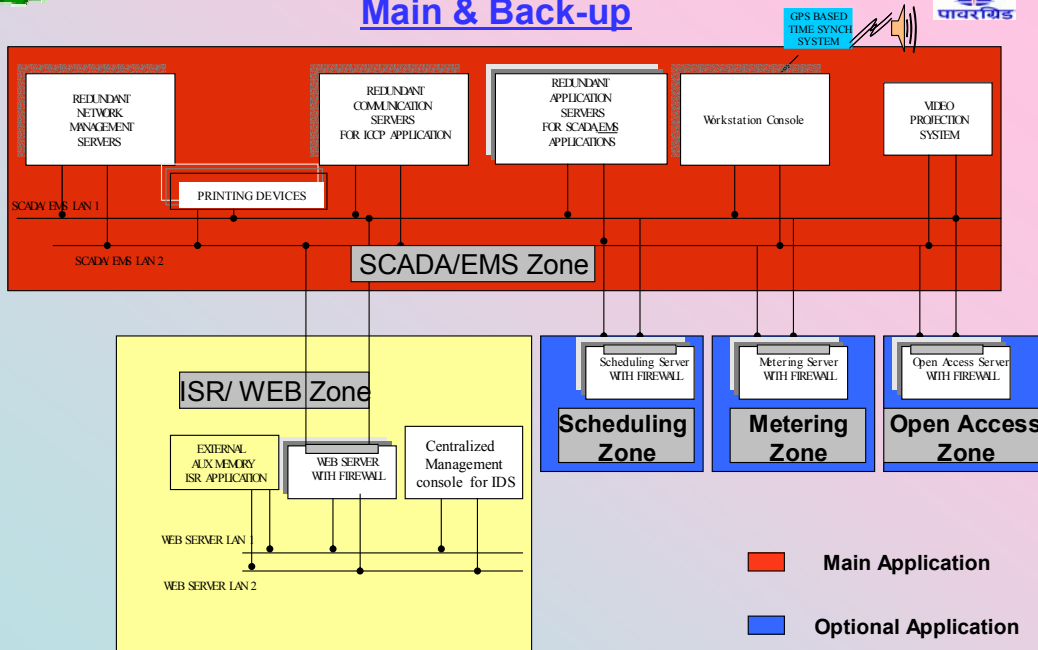 Main & Back-up
GPS BASED
TIME SYNCH
SYSTEM
पावरग्रिड
REDUNDANT
NETWORK
MANAGEMENT
SERVERS
REDUNDANT
COMMUNICATION
SERVERS
FOR ICCP APPLICATION
REDUNDANT
APPLICATION
SERVERS
FOR SCADA,EMS
APPLICATIONS
Workstation Console
VIDEO
PROJECTION
SYSTEM
PRINTING DEVICES
SCADA/ EMS LAN 1
SCADA/ EMS LAN 2
SCADA/EMS Zone
ISR/ WEB Zone
EXTERNAL
AUX MEMORY
ISR APPLICATION
WEB SERVER
WITH FIREWALL
Centralized
Management
console for IDS
WEB SERVER LAN 1
WEB SERVER LAN 2
Scheduling Server
WITH FIREWALL
Scheduling
Zone
Metering Server
WITH FIREWALL
Metering
Zone
Open Access Server
WITH FIREWALL
Open Access
Zone
Main Application
Optional Application